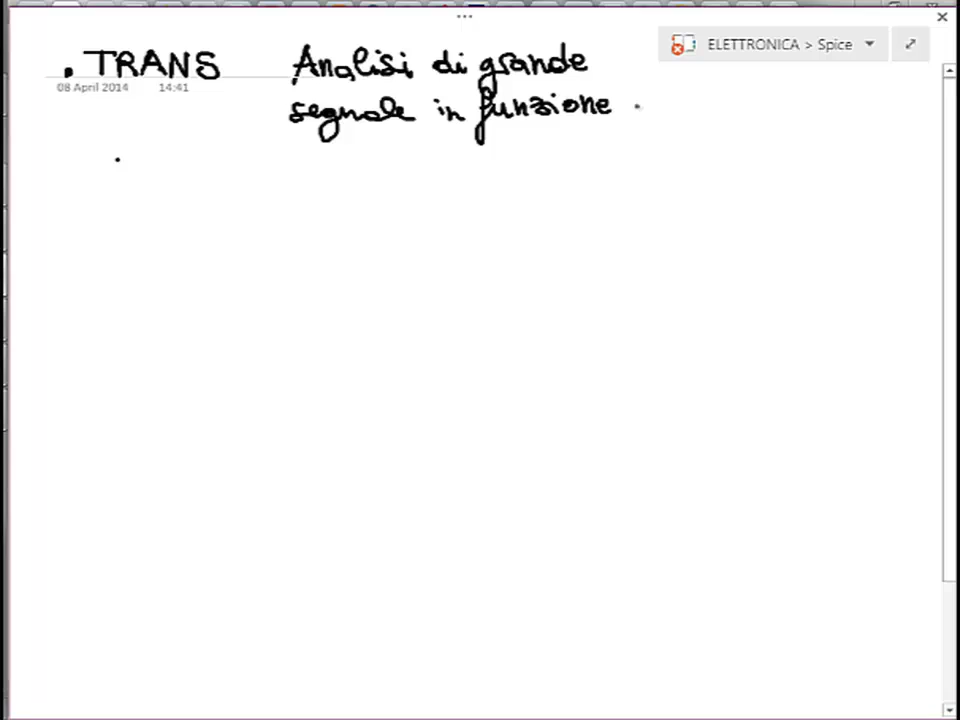 ELETTRONICA > Spice
. TRANS Analisi di grande
08 April 2014 14:41
segnale in funzione